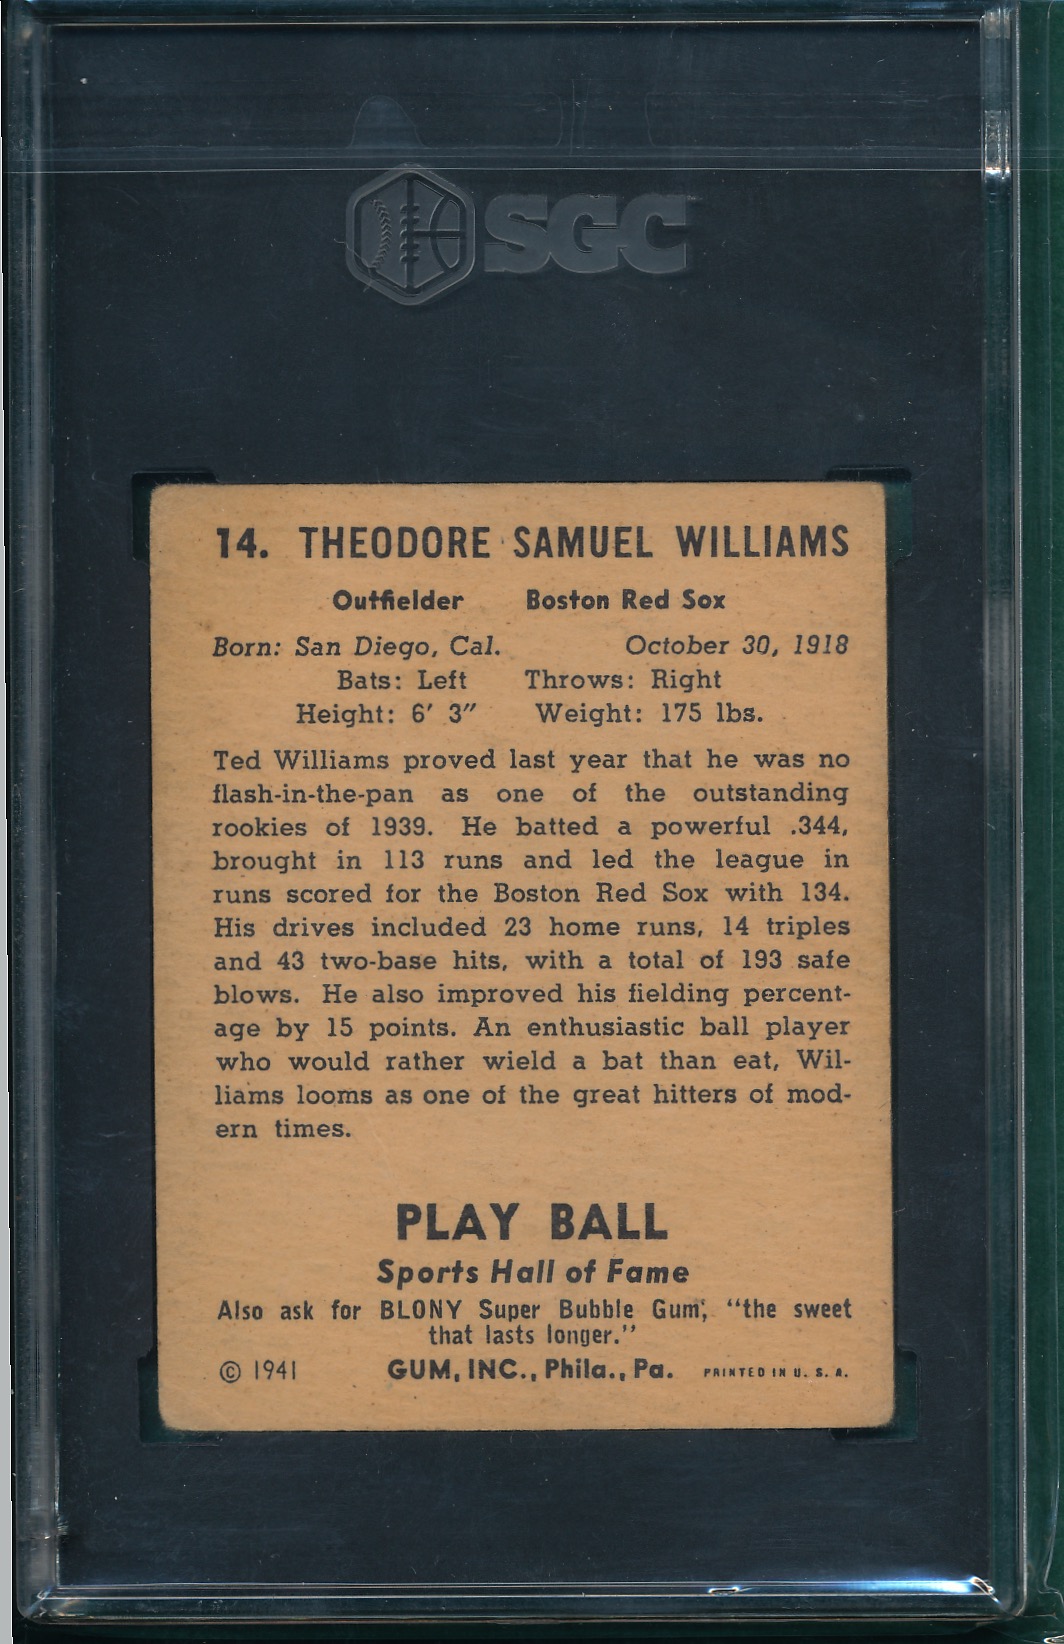 SGC
14. THEODORE SAMUEL WILLIAMS
Outfielder Boston Red Sox
Born: San Diego, Cal. October 30, 1918
Bats: Left Throws: Right
Height: 6' 3" Weight: 175 lbs.
Ted Williams proved last year that he was no
flash-in-the-pan as one of the outstanding
rookies of 1939. He batted a powerful .344,
brought in 113 runs and led the league in
runs scored for the Boston Red Sox with 134.
His drives included 23 home runs, 14 triples
and 43 two-base hits, with a total of 193 safe
blows. He also improved his fielding percent-
age by 15 points. An enthusiastic ball player
who would rather wield a bat than eat, Wil-
liams looms as one of the great hitters of mod-
ern times.
PLAY BALL
Sports Hall of Fame
Also ask for BLONY Super Bubble Gum, "the sweet
that lasts longer."
© 1941 GUM, INC., Phila., Pa. PRINTED IN U. S. A.